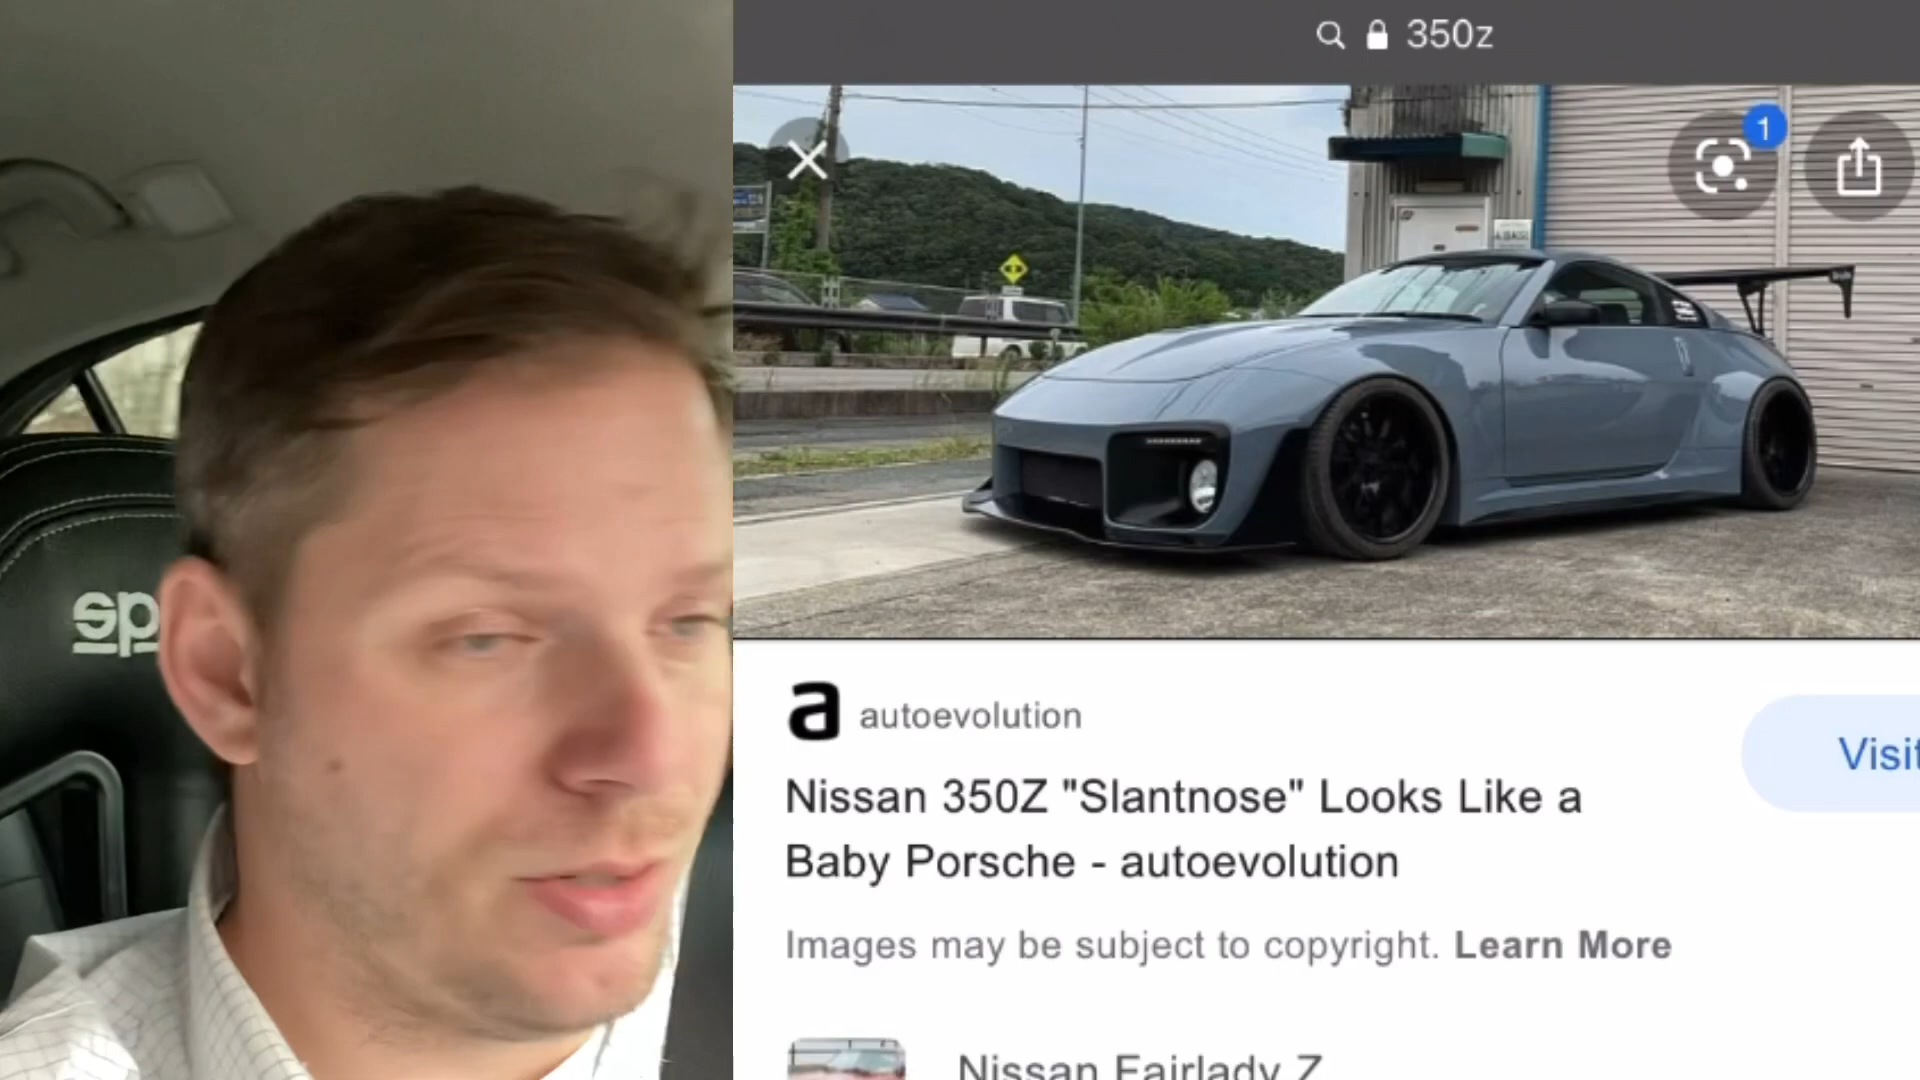 350z
1
a autoevolution
Visit
Nissan 350Z "Slantnose" Looks Like a
Baby Porsche - autoevolution
Images may be subject to copyright. Learn More
Nissan Fairlady Z